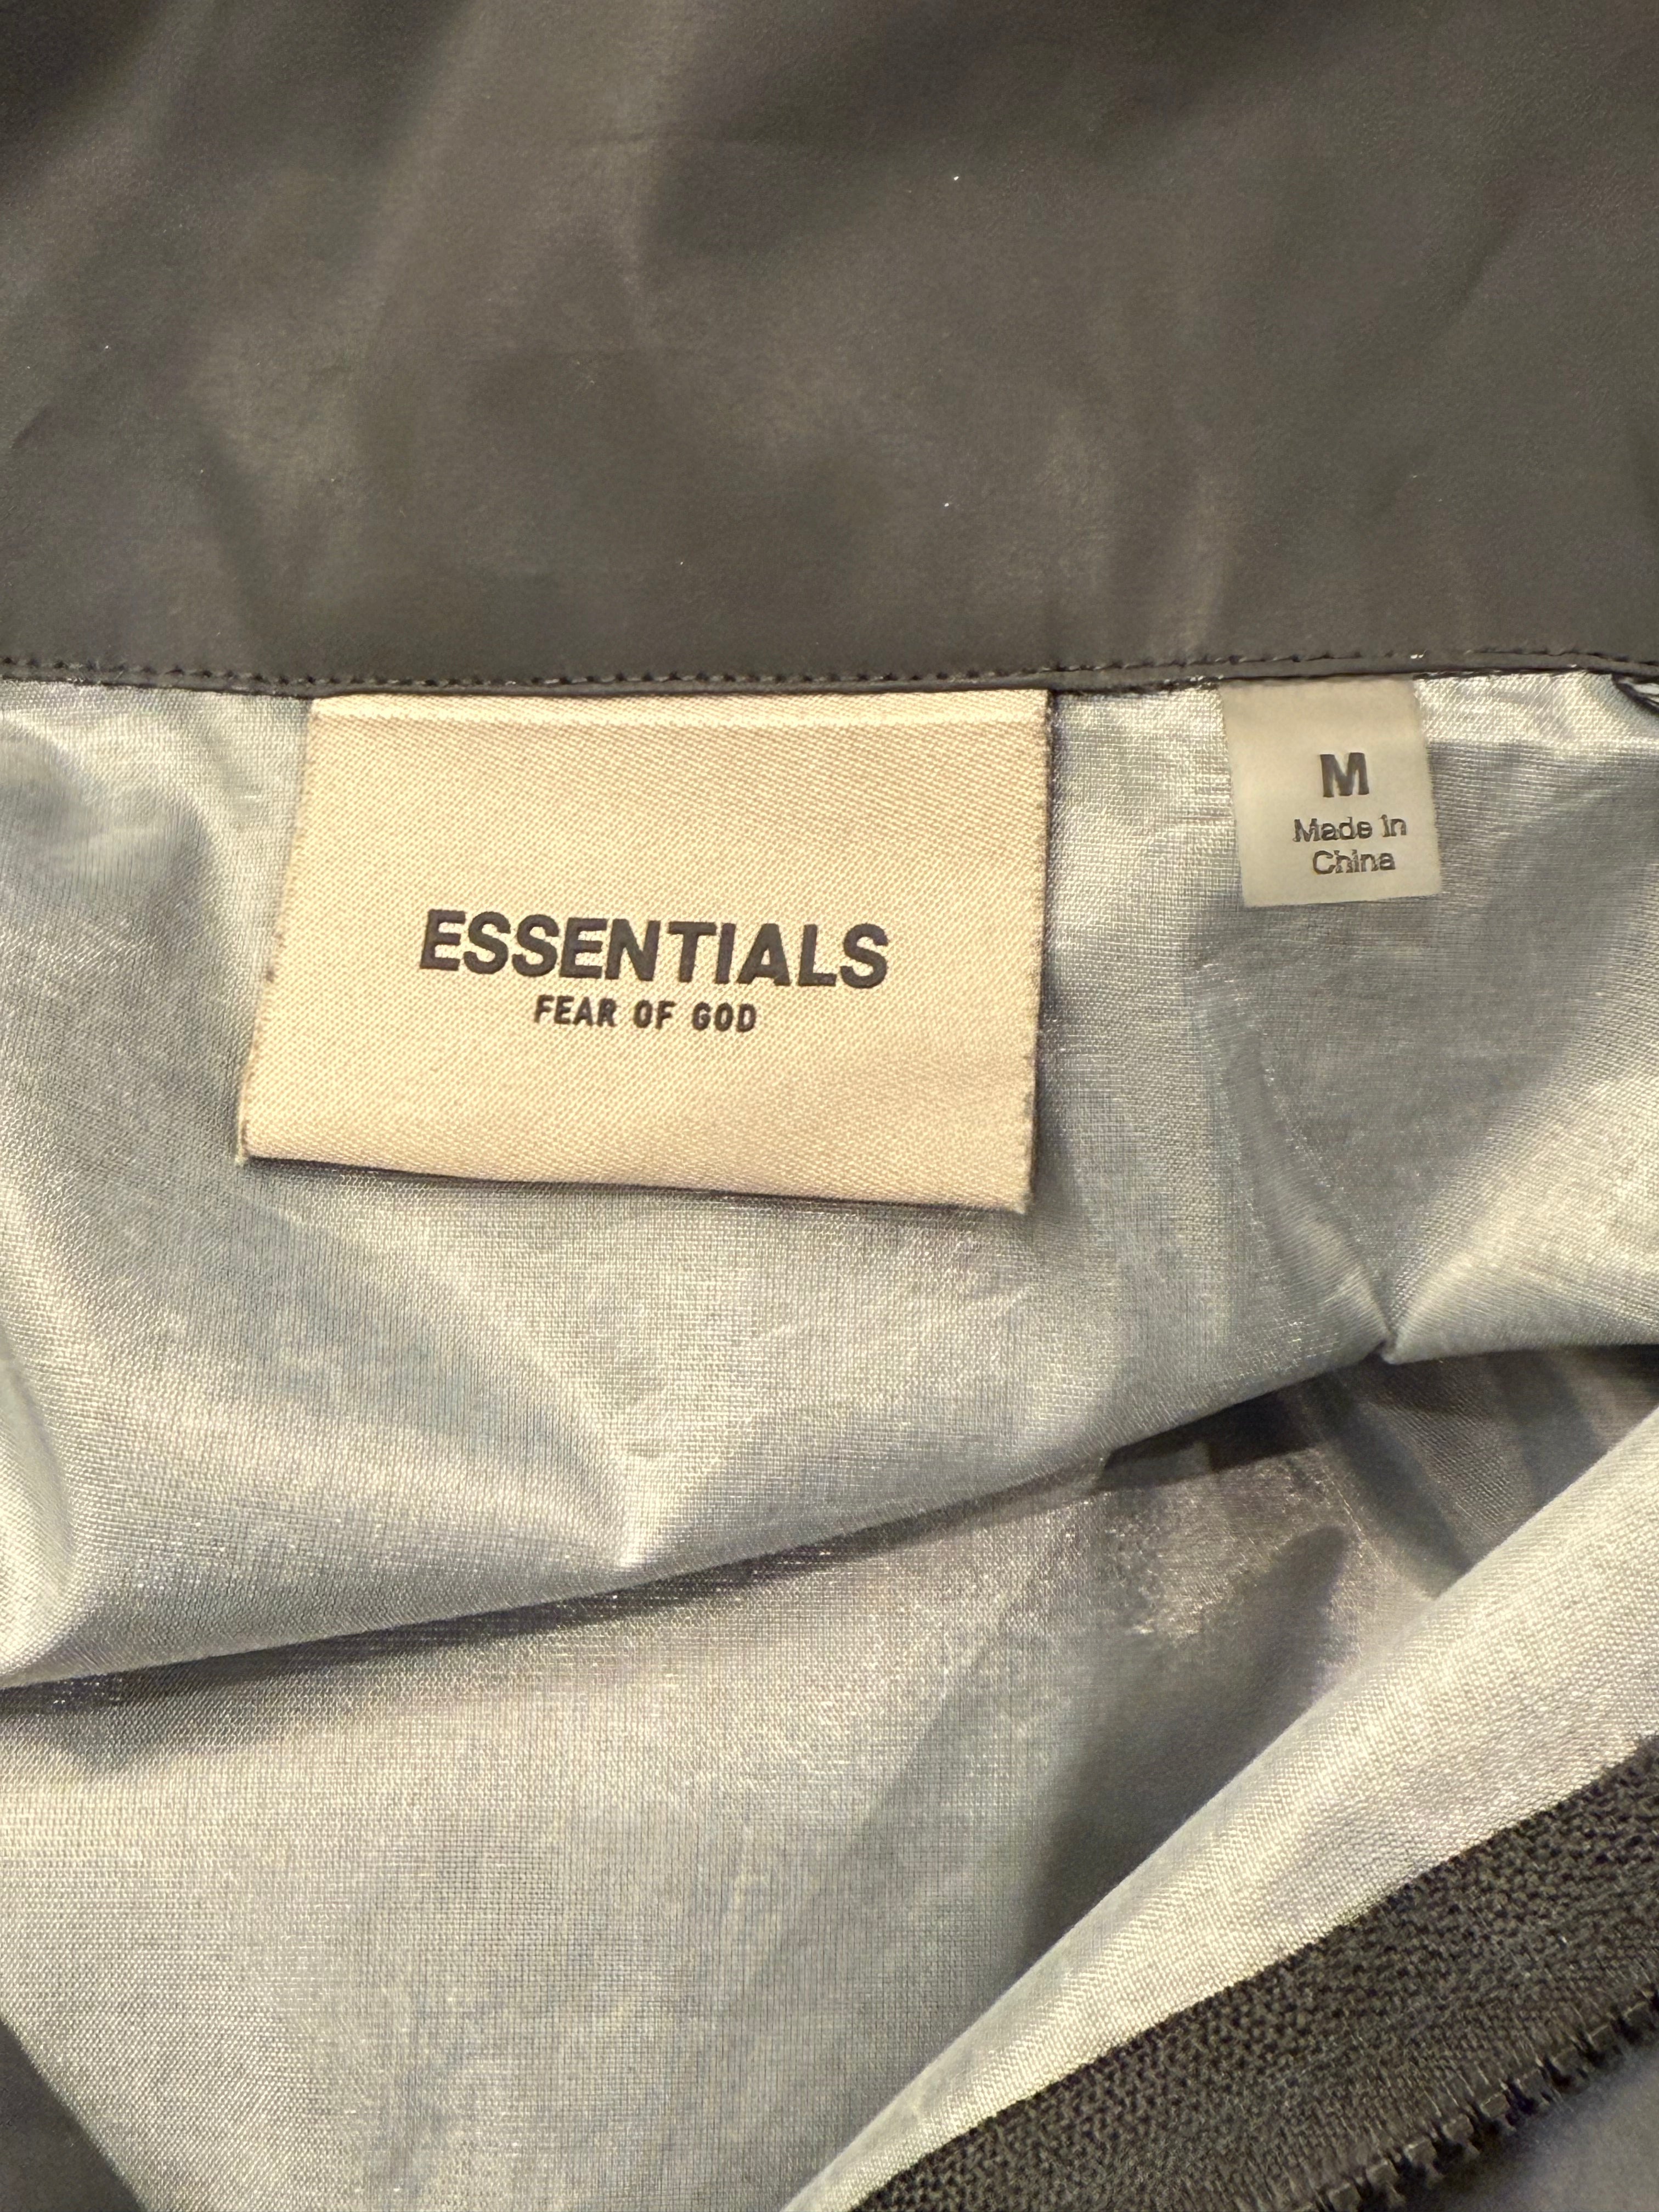 ESSENTIALS
FEAR OF GOD
M
Made in
China